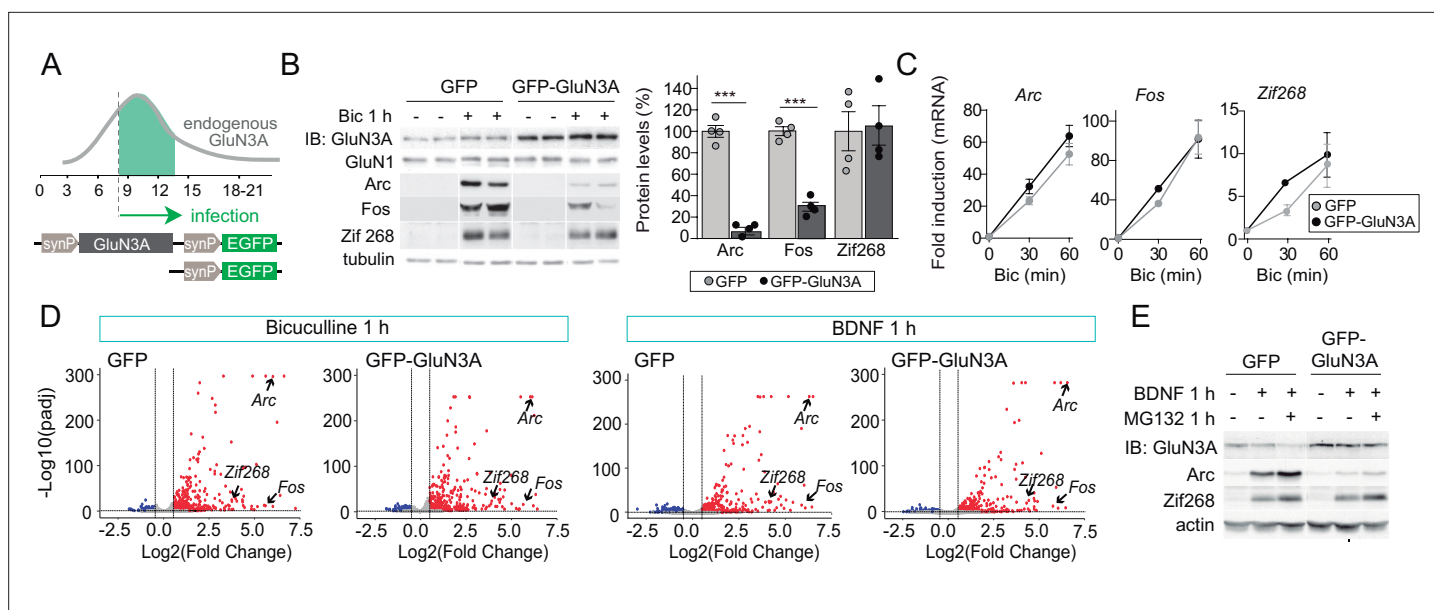 A
endogenous
GluN3A
0 3 6 9 12 15 18-21
infection
synP GluN3A synP EGFP
synP EGFP
B
GFP GFP-GluN3A
Bic 1 h - - + + - - + +
IB: GluN3A
GluN1
Arc
Fos
Zif 268
tubulin
Protein levels (%)
140
120
100
80
60
40
20
0
*** ***
Arc Fos Zif268
GFP GFP-GluN3A
C
Arc Fos Zif268
Fold induction (mRNA)
80
60
40
20
0
100
80
60
40
20
0
15
10
5
0
0 30 60 0 30 60 0 30 60
Bic (min) Bic (min) Bic (min)
GFP
GFP-GluN3A
D
Bicuculline 1 h BDNF 1 h
GFP GFP-GluN3A GFP GFP-GluN3A
-Log10(padj)
300 300 300 300
200 200 200 200
100 100 100 100
0 0 0 0
Arc Arc Arc Arc
Zif268 Zif268 Zif268 Zif268
Fos Fos Fos Fos
-2.5 0.0 2.5 5.0 7.5 -2.5 0.0 2.5 5.0 7.5 -2.5 0.0 2.5 5.0 7.5 -2.5 0.0 2.5 5.0 7.5
Log2(Fold Change) Log2(Fold Change) Log2(Fold Change) Log2(Fold Change)
E
GFP-
GFP GluN3A
BDNF 1 h - + + - + +
MG132 1 h - - + - - +
IB: GluN3A
Arc
Zif268
actin